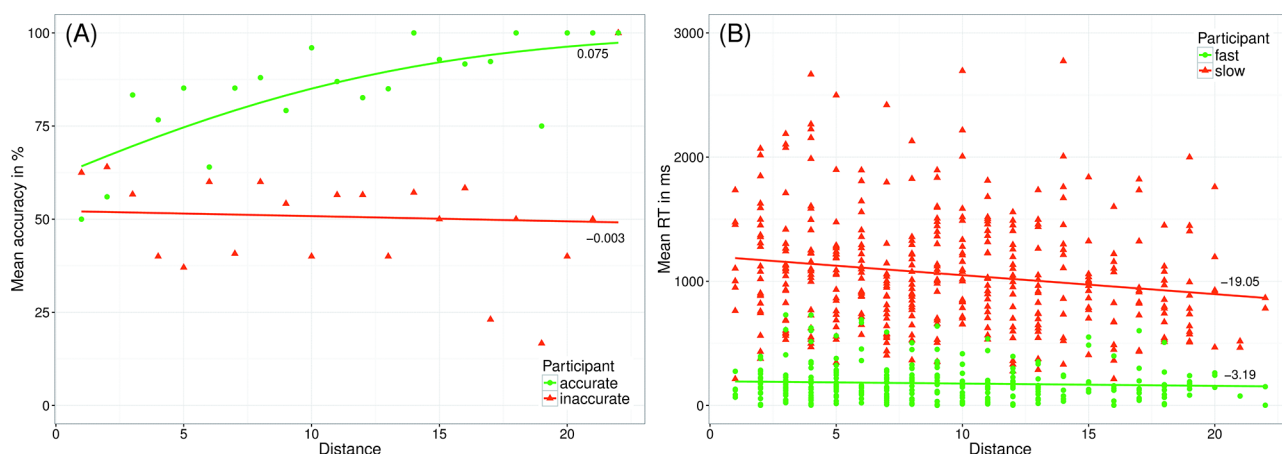 (A)
Mean accuracy in %
100
75
50
25
0
0.075
−0.003
Participant
accurate
inaccurate
0 5 10 15 20
Distance
(B)
Mean RT in ms
3000
2000
1000
0
Participant
fast
slow
−19.05
−3.19
0 5 10 15 20
Distance